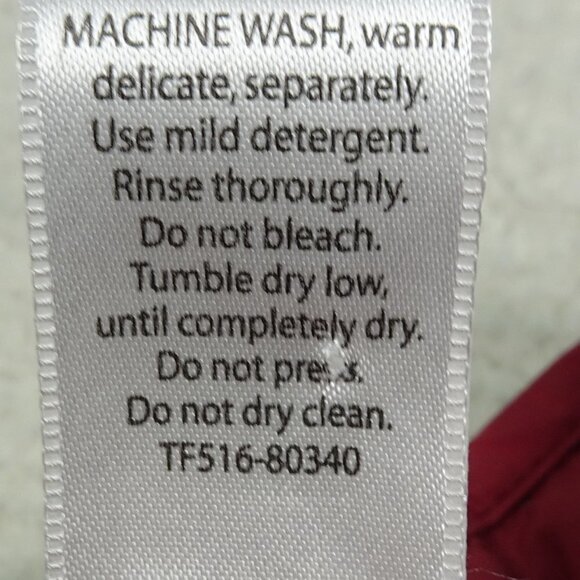 MACHINE WASH, warm
delicate, separately.
Use mild detergent.
Rinse thoroughly.
Do not bleach.
Tumble dry low,
until completely dry.
Do not press.
Do not dry clean.
TF516-80340